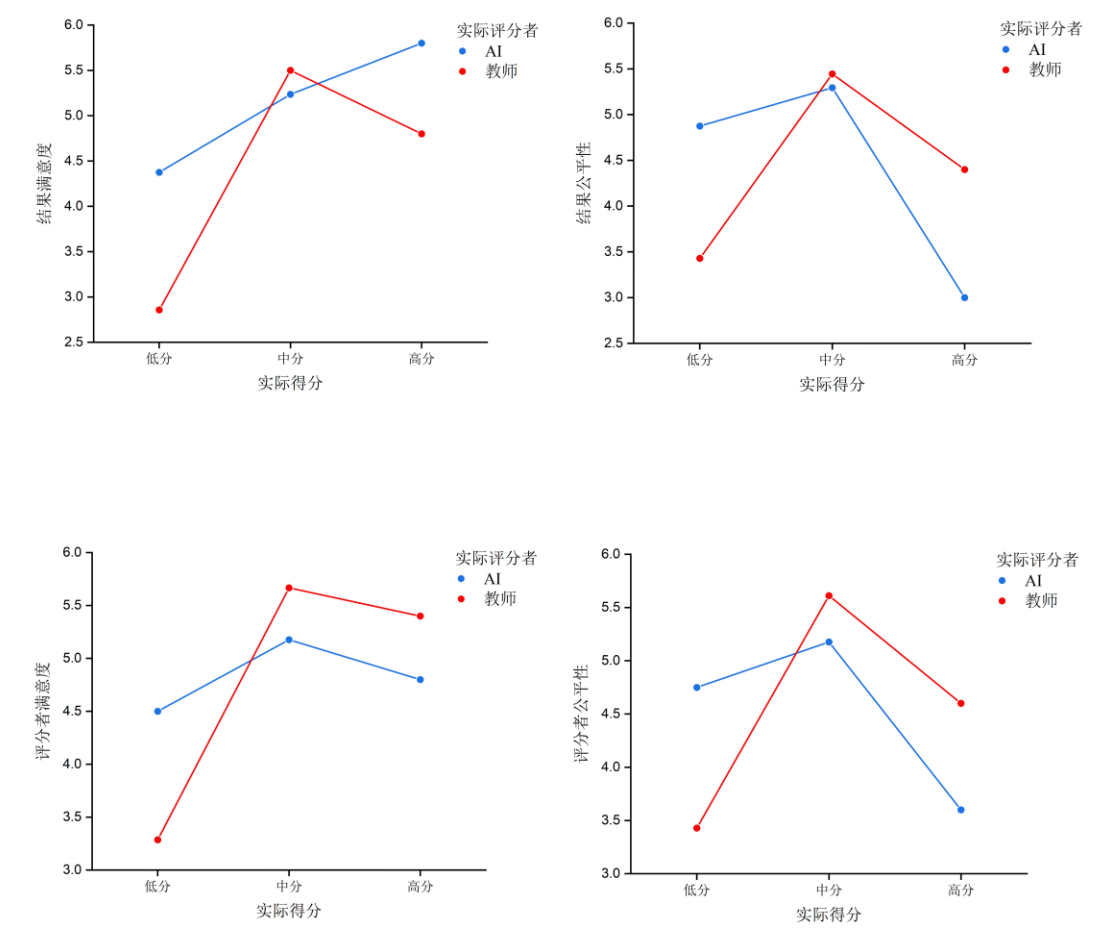 实际评分者
AI
教师
6.0
5.5
5.0
4.5
4.0
3.5
3.0
2.5
结果满意度
低分
中分
高分
实际得分
实际评分者
AI
教师
6.0
5.5
5.0
4.5
4.0
3.5
3.0
2.5
结果公平性
低分
中分
高分
实际得分
实际评分者
AI
教师
6.0
5.5
5.0
4.5
4.0
3.5
3.0
评分者满意度
低分
中分
高分
实际得分
实际评分者
AI
教师
6.0
5.5
5.0
4.5
4.0
3.5
3.0
评分者公平性
低分
中分
高分
实际得分